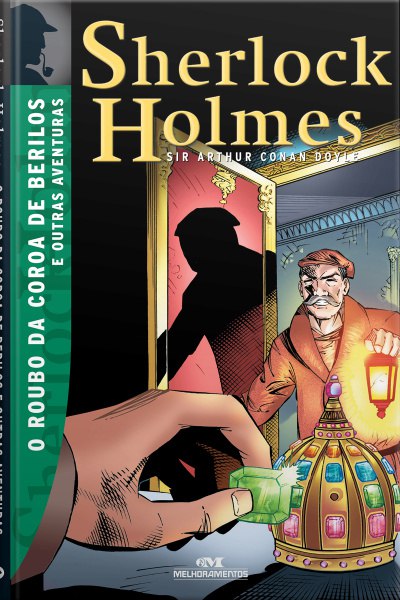 Sherlock
Holmes
SIR ARTHUR CONAN DOYLE
O ROUBO DA COROA DE BERILOS
E OUTRAS AVENTURAS
M
MELHORAMENTOS